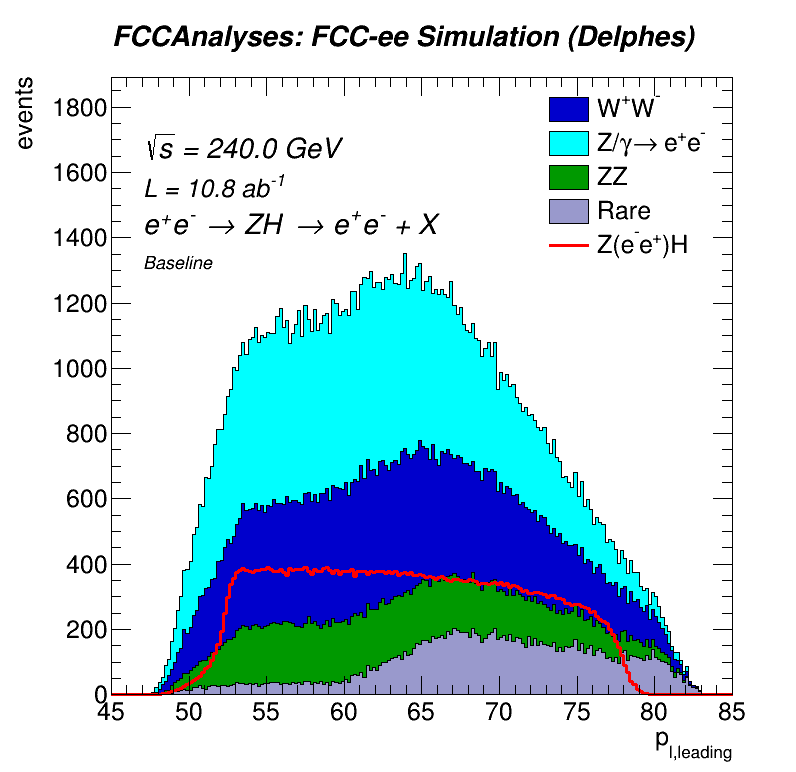 FCCAnalyses: FCC-ee Simulation (Delphes)
events
√s = 240.0 GeV
L = 10.8 ab⁻¹
e⁺e⁻ → ZH → e⁺e⁻ + X
Baseline
W⁺W⁻
Z/γ→ e⁺e⁻
ZZ
Rare
Z(e⁻e⁺)H
1800
1600
1400
1200
1000
800
600
400
200
0
45 50 55 60 65 70 75 80 85
p_l,leading